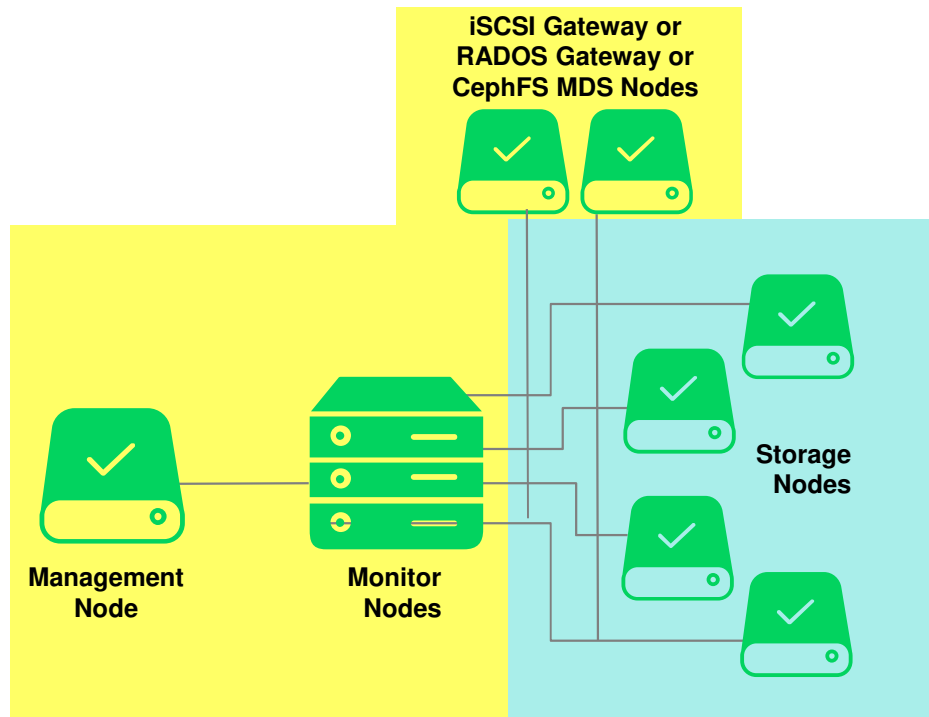 iSCSI Gateway or
RADOS Gateway or
CephFS MDS Nodes
Storage
Nodes
Management
Node
Monitor
Nodes